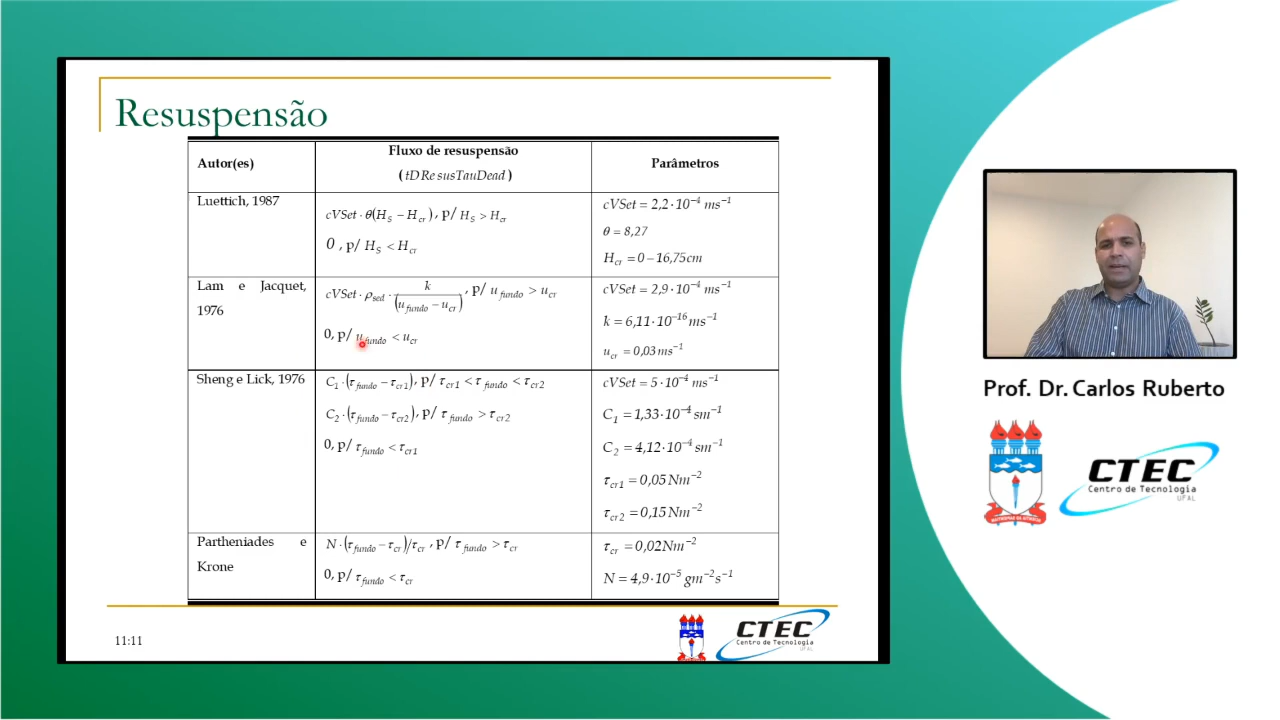 Resuspensão
Autor(es)
Fluxo de resuspensão
( tDRe susTauDead )
Parâmetros
Luettich, 1987
cVSet · θ(H_S − H_cr), p/ H_S > H_cr
0 , p/ H_S < H_cr
cVSet = 2,2·10⁻⁴ ms⁻¹
θ = 8,27
H_cr = 0 – 16,75cm
Lam e Jacquet,
1976
cVSet · ρ_sed · k / (u_fundo − u_cr), p/ u_fundo > u_cr
0, p/ u_fundo < u_cr
cVSet = 2,9·10⁻⁴ ms⁻¹
k = 6,11·10⁻¹⁶ ms⁻¹
u_cr = 0,03 ms⁻¹
Sheng e Lick, 1976
C_1 · (τ_fundo − τ_cr1), p/ τ_cr1 < τ_fundo < τ_cr2
C_2 · (τ_fundo − τ_cr2), p/ τ_fundo > τ_cr2
0, p/ τ_fundo < τ_cr1
cVSet = 5·10⁻⁴ ms⁻¹
C_1 = 1,33·10⁻⁴ sm⁻¹
C_2 = 4,12·10⁻⁴ sm⁻¹
τ_cr1 = 0,05 Nm⁻²
τ_cr2 = 0,15 Nm⁻²
Partheniades e
Krone
N · (τ_fundo − τ_cr)/τ_cr , p/ τ_fundo > τ_cr
0, p/ τ_fundo < τ_cr
τ_cr = 0,02Nm⁻²
N = 4,9·10⁻⁵ gm⁻²s⁻¹
11:11
CTEC
Centro de Tecnologia
UFAL
Prof. Dr. Carlos Ruberto
CTEC
Centro de Tecnologia
UFAL